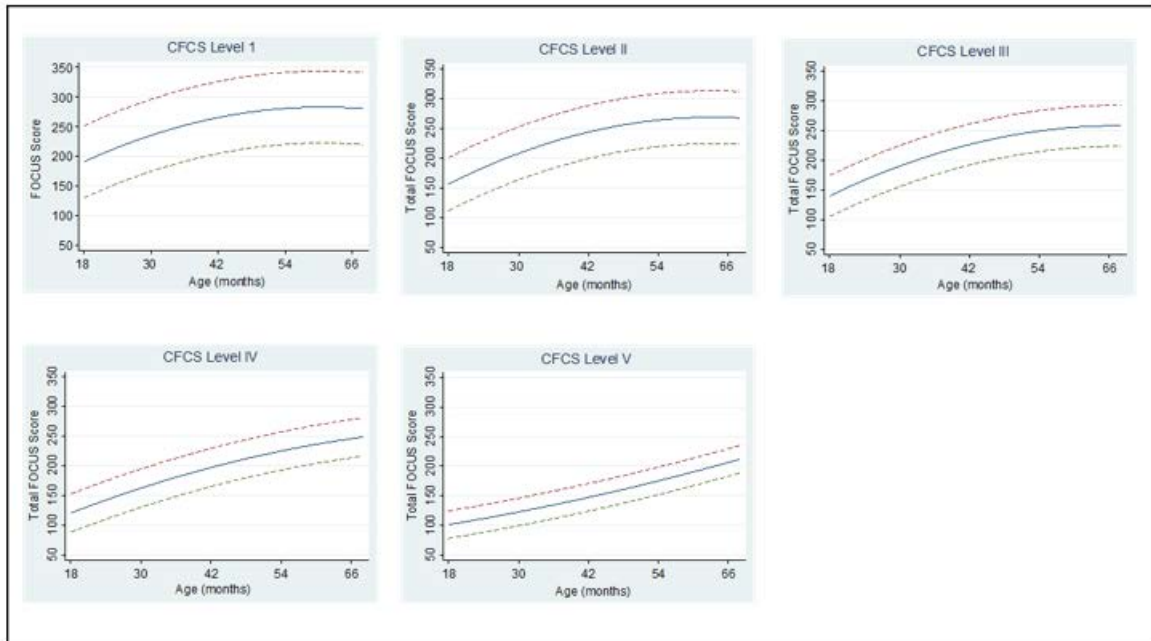 CFCS Level 1
FOCUS Score
350
300
250
200
150
100
50
18 30 42 54 66
Age (months)
CFCS Level II
Total FOCUS Score
350
300
250
200
150
100
50
18 30 42 54 66
Age (months)
CFCS Level III
Total FOCUS Score
350
300
250
200
150
100
50
18 30 42 54 66
Age (months)
CFCS Level IV
Total FOCUS Score
350
300
250
200
150
100
50
18 30 42 54 66
Age (months)
CFCS Level V
Total FOCUS Score
350
300
250
200
150
100
50
18 30 42 54 66
Age (months)